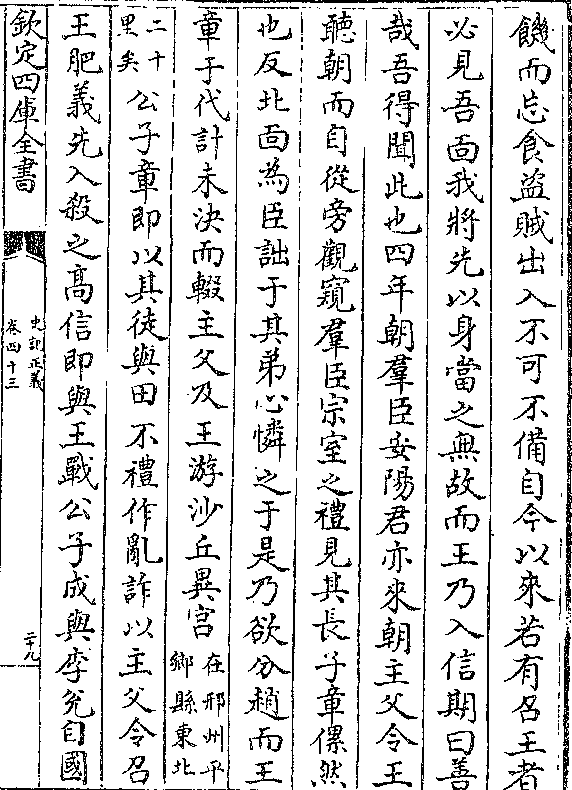 饑而忘食盜賊出入不可不備自今以來若有召王者
必見吾面我將先以身當之無故而王乃入信期曰善
哉吾得聞此也四年朝羣臣安陽君亦來朝主父令王
聽朝而自從旁觀窺羣臣宗室之禮見其長子章傫然
也反北面為臣詘于其弟心憐之于是乃欲分趙而王
章于代計未決而輟主父及王游沙丘異宫在邢州平
鄉縣東北
二十
里矣公子章即以其徒與田不禮作亂詐以主父令召
王肥義先入殺之髙信即與王戰公子成與李兊自國
欽定四庫全書
史記正義
卷四十三
二十九